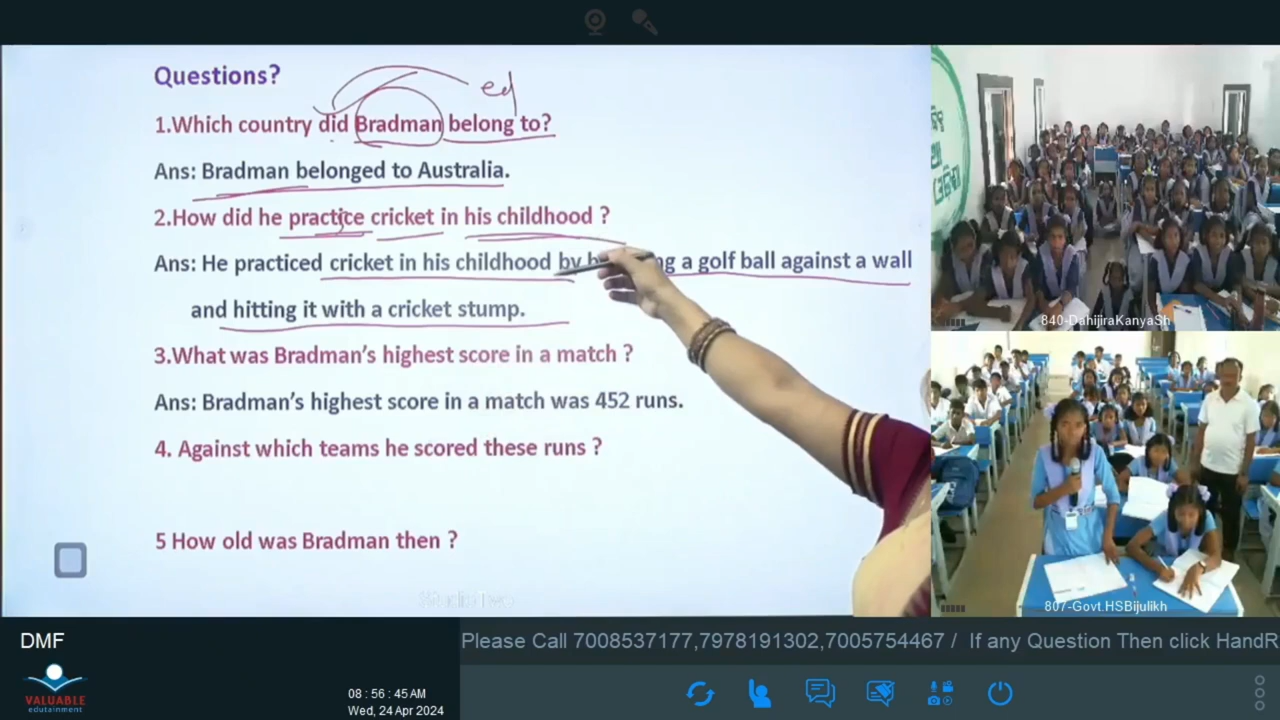 Questions?
ed
1.Which country did Bradman belong to?
Ans: Bradman belonged to Australia.
2.How did he practice cricket in his childhood ?
Ans: He practiced cricket in his childhood by a golf ball against a wall
and hitting it with a cricket stump.
3.What was Bradman's highest score in a match ?
Ans: Bradman's highest score in a match was 452 runs.
4. Against which teams he scored these runs ?
5 How old was Bradman then ?
840-DahijiraKanyaSh
807-Govt.HSBijulikh
DMF
VALUABLE
edutainment
08 : 56 : 45 AM
Wed, 24 Apr 2024
Please Call 7008537177,7978191302,7005754467 / If any Question Then click HandR